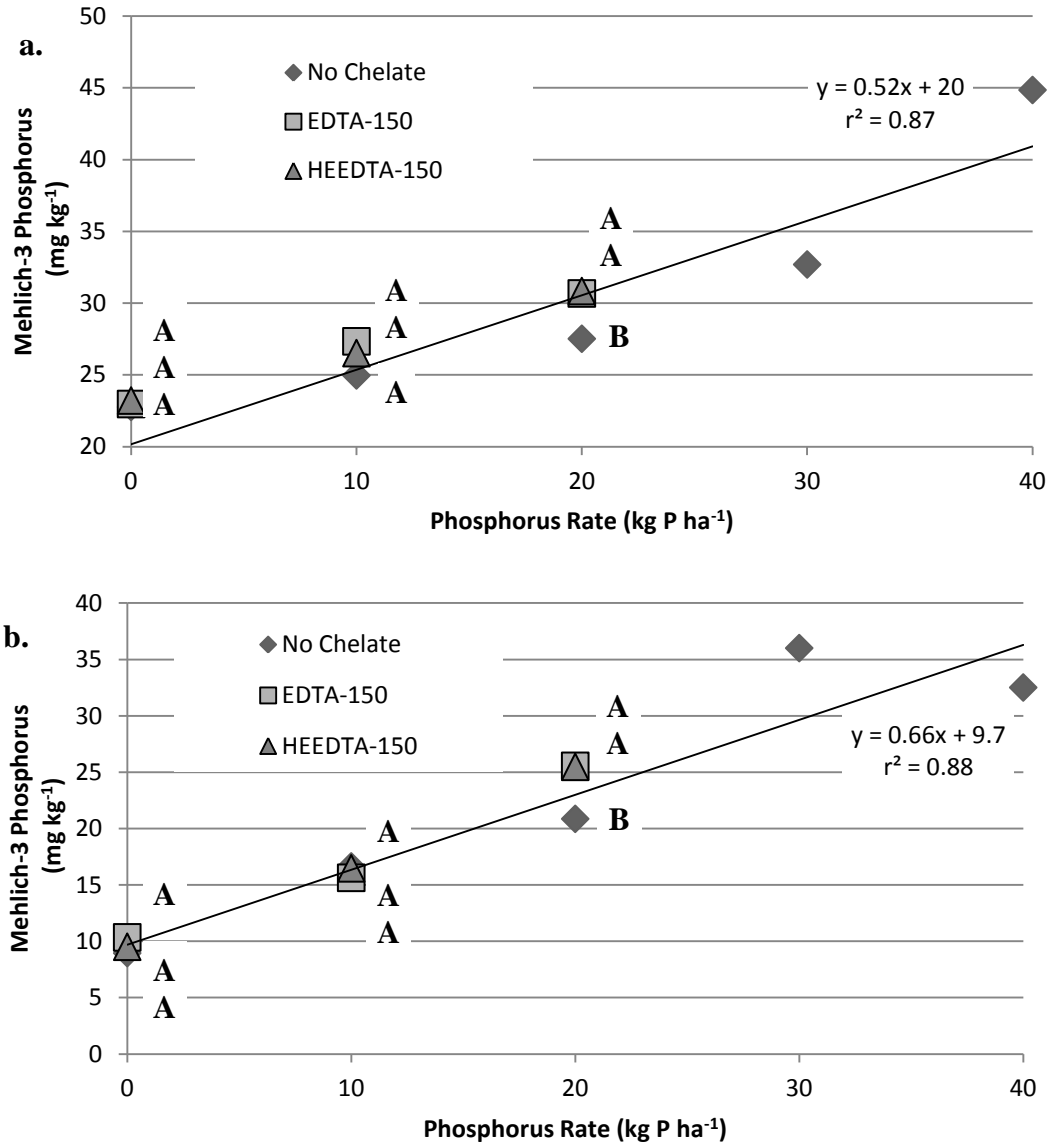 a.
Mehlich-3 Phosphorus
(mg kg⁻¹)
50
45
40
35
30
25
20
No Chelate
EDTA-150
HEEDTA-150
y = 0.52x + 20
r² = 0.87
A
A
A
A
A
A
A
A
B
0
10
20
30
40
Phosphorus Rate (kg P ha⁻¹)
b.
Mehlich-3 Phosphorus
(mg kg⁻¹)
40
35
30
25
20
15
10
5
0
No Chelate
EDTA-150
HEEDTA-150
y = 0.66x + 9.7
r² = 0.88
A
A
A
A
A
A
A
A
B
0
10
20
30
40
Phosphorus Rate (kg P ha⁻¹)